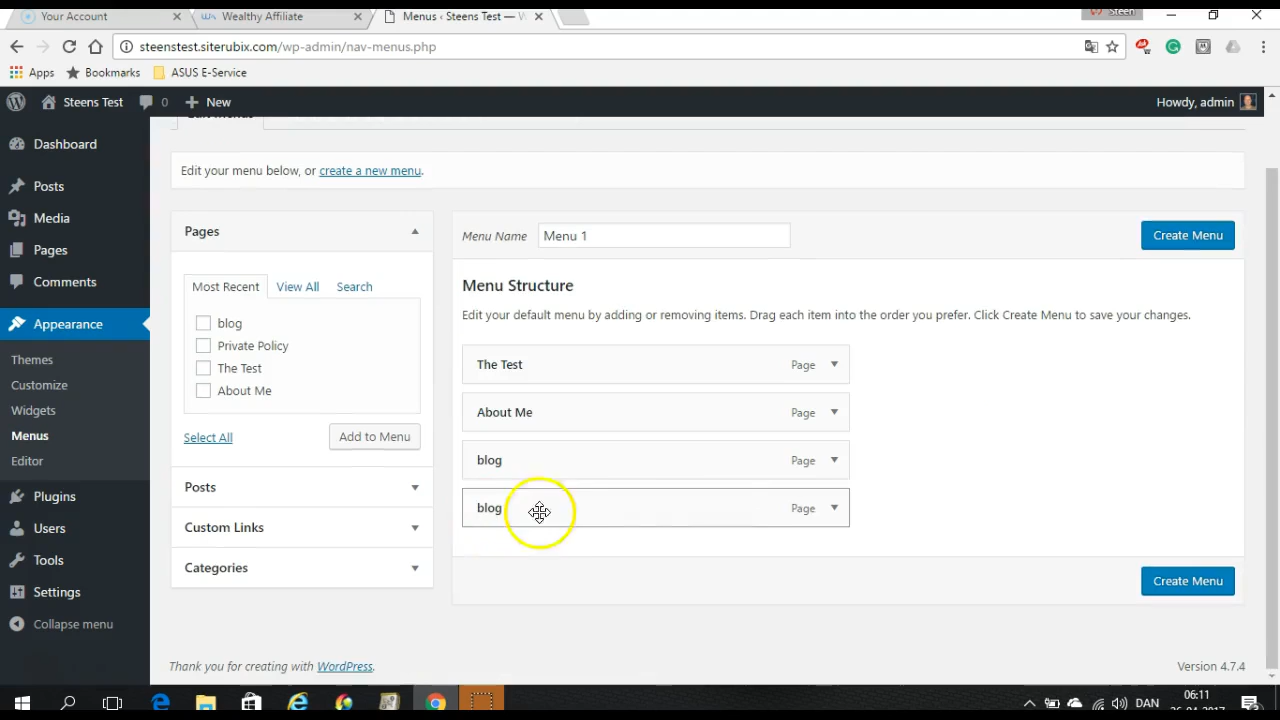 Your Account
Wealthy Affiliate
Menus ‹ Steens Test — W
Steen
steenstest.siterubix.com/wp-admin/nav-menus.php
Apps
Bookmarks
ASUS E-Service
Steens Test
0
New
Howdy, admin
Dashboard
Posts
Media
Pages
Comments
Appearance
Themes
Customize
Widgets
Menus
Editor
Plugins
Users
Tools
Settings
Collapse menu
Edit Menus
Edit your menu below, or create a new menu.
Pages
Most Recent
View All
Search
blog
Private Policy
The Test
About Me
Select All
Add to Menu
Posts
Custom Links
Categories
Menu Name
Menu 1
Create Menu
Menu Structure
Edit your default menu by adding or removing items. Drag each item into the order you prefer. Click Create Menu to save your changes.
The Test Page
About Me Page
blog Page
blog Page
Create Menu
Thank you for creating with WordPress.
Version 4.7.4
DAN
06:11